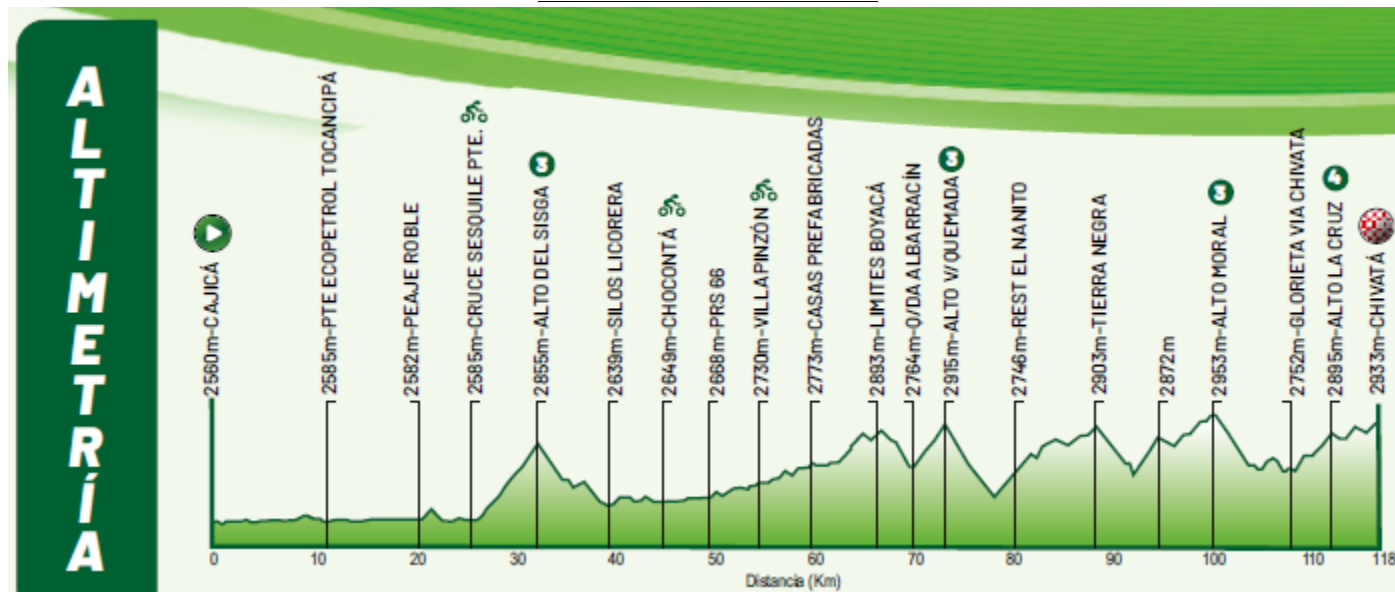 ALTIMETRÍA
2560m-CAJICÁ
2585m-PTE ECOPETROL TOCANCIPÁ
2582m-PEAJE ROBLE
2585m-CRUCE SESQUILE PTE.
2855m-ALTO DEL SISGA
3
2639m-SILOS LICORERA
2649m-CHOCONTÁ
2668m-PRS 66
2730m-VILLAPINZÓN
2773m-CASAS PREFABRICADAS
2893m-LIMITES BOYACÁ
2764m-O/DA ALBARRACÍN
2915m-ALTO V/QUEMADA
3
2746m-REST EL NANITO
2903m-TIERRA NEGRA
2872m
2953m-ALTO MORAL
3
2752m-GLORIETA VIA CHIVATA
2895m-ALTO LA CRUZ
4
2933m-CHIVATÁ
0 10 20 30 40 50 60 70 80 90 100 110 118
Distancia (Km)